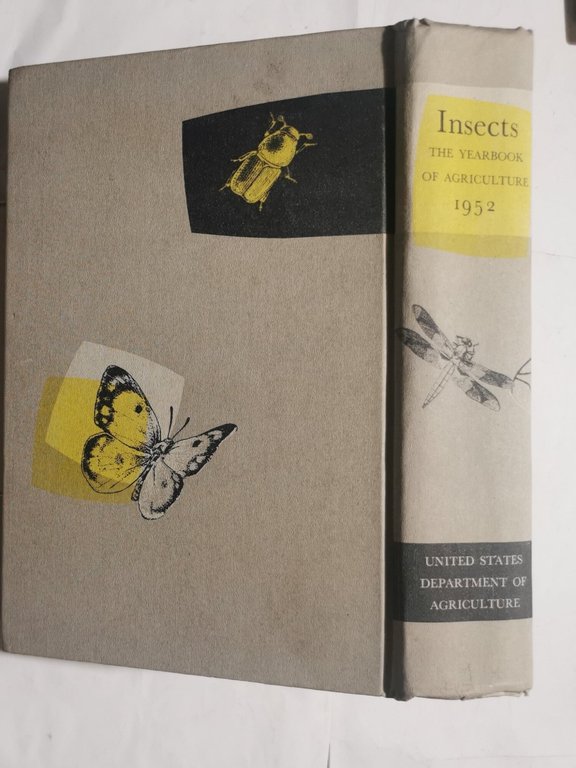 Insects
THE YEARBOOK
OF AGRICULTURE
1952
UNITED STATES
DEPARTMENT OF
AGRICULTURE